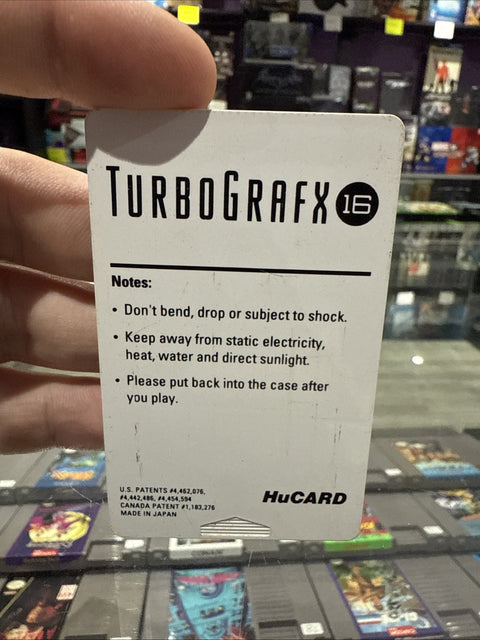 TURBOGRAFX 16
Notes:
• Don't bend, drop or subject to shock.
• Keep away from static electricity,
heat, water and direct sunlight.
• Please put back into the case after
you play.
U.S. PATENTS #4,462,076,
#4,442,486, #4,454,594
CANADA PATENT #1,183,276
MADE IN JAPAN
HuCARD